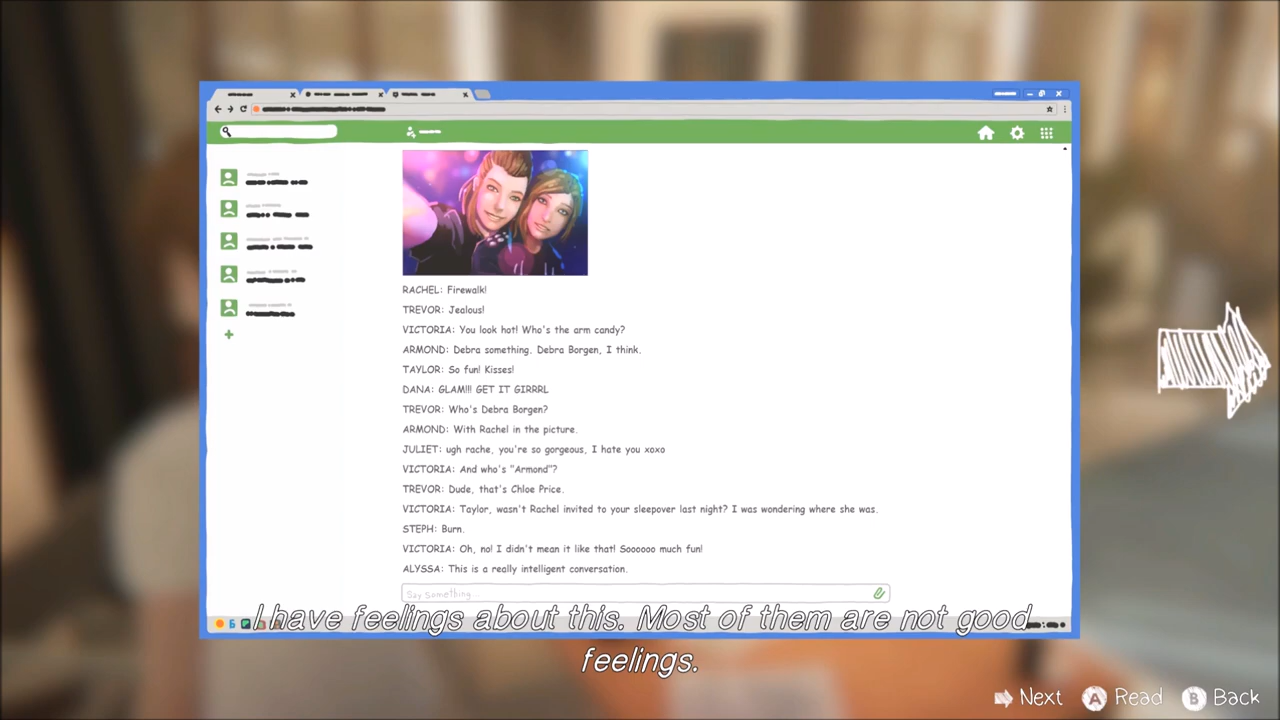 RACHEL: Firewalk!
TREVOR: Jealous!
VICTORIA: You look hot! Who's the arm candy?
ARMOND: Debra something. Debra Borgen, I think.
TAYLOR: So fun! Kisses!
DANA: GLAM!!! GET IT GIRRRL
TREVOR: Who's Debra Borgen?
ARMOND: With Rachel in the picture.
JULIET: ugh rache, you're so gorgeous, I hate you xoxo
VICTORIA: And who's "Armond"?
TREVOR: Dude, that's Chloe Price.
VICTORIA: Taylor, wasn't Rachel invited to your sleepover last night? I was wondering where she was.
STEPH: Burn.
VICTORIA: Oh, no! I didn't mean it like that! Soooooo much fun!
ALYSSA: This is a really intelligent conversation.
Say Something...
I have feelings about this. Most of them are not good
feelings.
Next A Read B Back